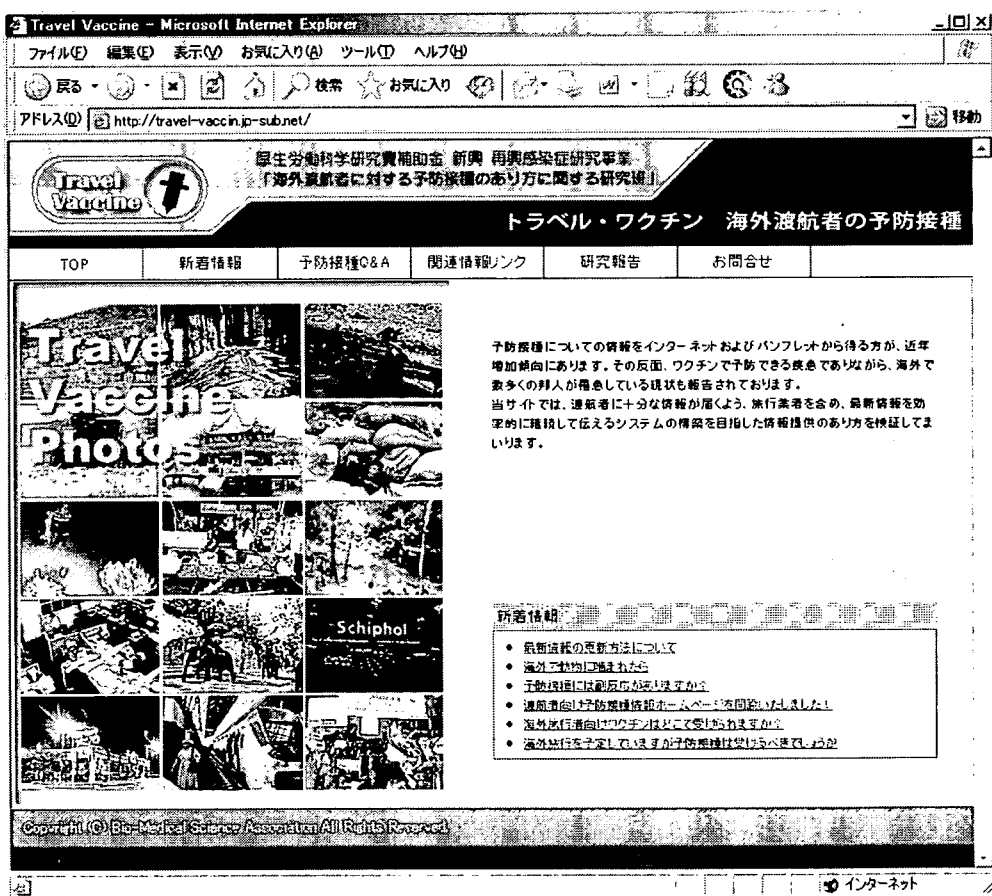 Travel Vaccine - Microsoft Internet Explorer
ファイル(F) 編集(E) 表示(V) お気に入り(A) ツール(T) ヘルプ(H)
戻る 検索 お気に入り
アドレス(D) http://travel-vaccin.jp-sub.net/ 移動
厚生労働科学研究費補助金 新興 再興感染症研究事業
「海外渡航者に対する予防接種のあり方に関する研究班」
Travel
Vaccine
トラベル・ワクチン 海外渡航者の予防接種
TOP 新着情報 予防接種Q&A 関連情報リンク 研究報告 お問合せ
Travel
Vaccine
Photos
Schiphol
予防接種についての情報をインターネットおよびパンフレットから得る方が、近年
増加傾向にあります。その反面、ワクチンで予防できる疾患でありながら、海外で
数多くの邦人が罹患している現状も報告されております。
当サイトでは、渡航者に十分な情報が届くよう、旅行業者を含め、最新情報を効
率的に維持して伝えるシステムの構築を目指した情報提供のあり方を検証してま
いります。
新着情報
最新情報の更新方法について
海外で動物に噛まれたら
予防接種には副反応がありますか?
渡航者向け予防接種情報ホームページを開設いたしました!
海外旅行者向けワクチンはどこで受けられますか?
海外旅行を予定していますが予防接種は受けるべきでしょうか
Copyright (C) Bio-Medical Science Association All Rights Reserved.
インターネット